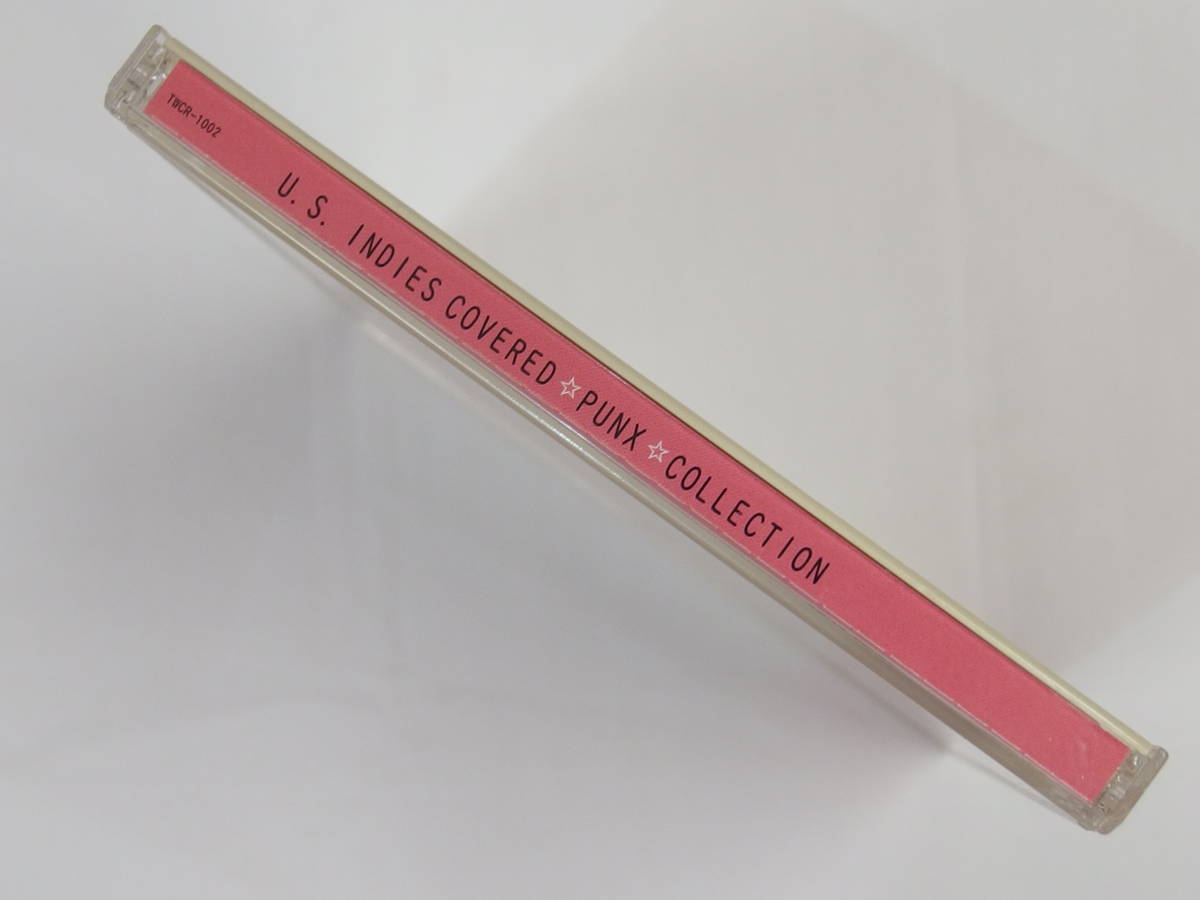 TWCR-1002
U.S. INDIES COVERED☆PUNX☆COLLECTION